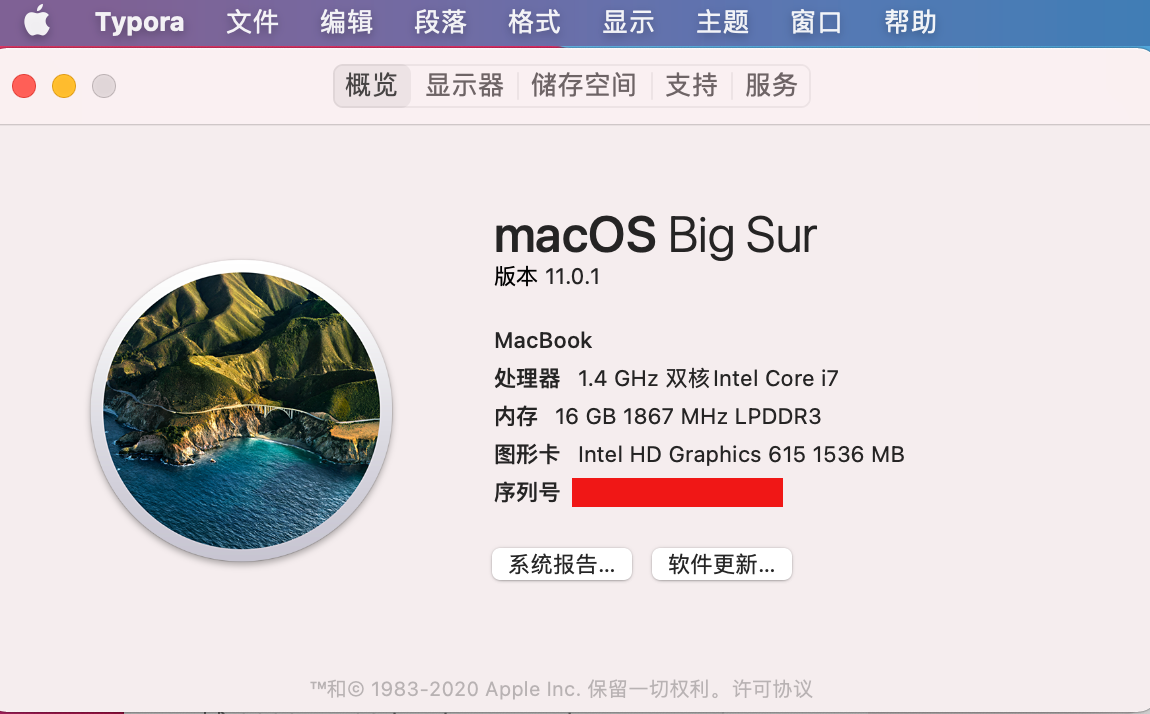 Typora 文件 编辑 段落 格式 显示 主题 窗口 帮助
概览 显示器 储存空间 支持 服务
macOS Big Sur
版本 11.0.1
MacBook
处理器 1.4 GHz 双核Intel Core i7
内存 16 GB 1867 MHz LPDDR3
图形卡 Intel HD Graphics 615 1536 MB
序列号
系统报告... 软件更新...
™和© 1983-2020 Apple Inc. 保留一切权利。许可协议